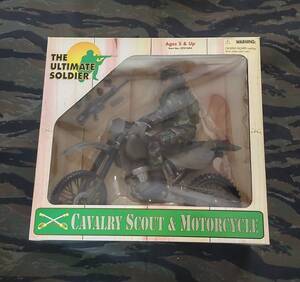 THE
ULTIMATE
SOLDIER
Ages 5 & Up
WARNING:
CAVALRY SCOUT & MOTORCYCLE